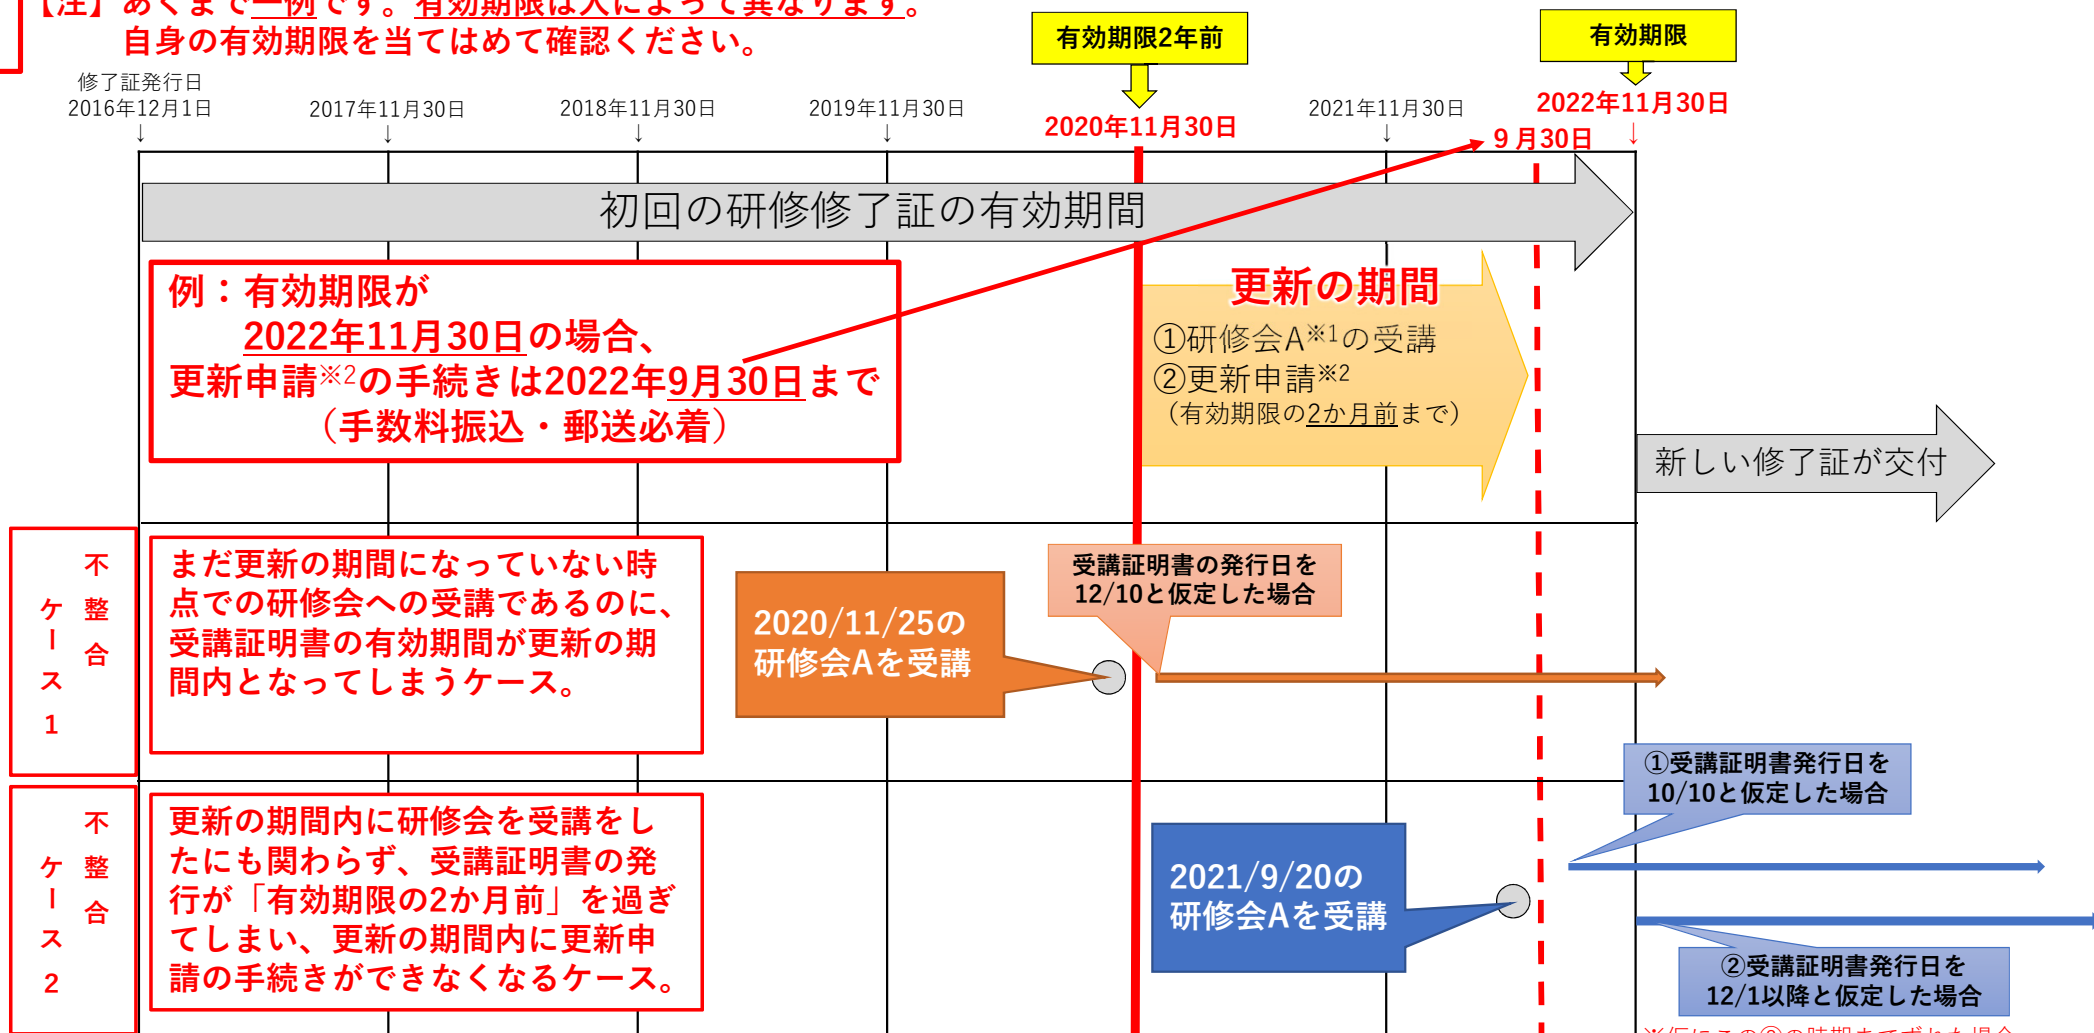 【注】あくまで一例です。有効期限は人によって異なります。
自身の有効期限を当てはめて確認ください。
有効期限2年前
有効期限
修了証発行日
2016年12月1日
↓
2017年11月30日
↓
2018年11月30日
↓
2019年11月30日
↓
2020年11月30日
2021年11月30日
↓
9月30日
2022年11月30日
↓
初回の研修修了証の有効期間
例：有効期限が
2022年11月30日の場合、
更新申請※2の手続きは2022年9月30日まで
（手数料振込・郵送必着）
更新の期間
①研修会A※1の受講
②更新申請※2
（有効期限の2か月前まで）
新しい修了証が交付
不整合
ケース1
まだ更新の期間になっていない時
点での研修会への受講であるのに、
受講証明書の有効期間が更新の期
間内となってしまうケース。
2020/11/25の
研修会Aを受講
受講証明書の発行日を
12/10と仮定した場合
不整合
ケース2
更新の期間内に研修会を受講をし
たにも関わらず、受講証明書の発
行が「有効期限の2か月前」を過ぎ
てしまい、更新の期間内に更新申
請の手続きができなくなるケース。
2021/9/20の
研修会Aを受講
①受講証明書発行日を
10/10と仮定した場合
②受講証明書発行日を
12/1以降と仮定した場合
※仮にこの②の時期までずれた場合